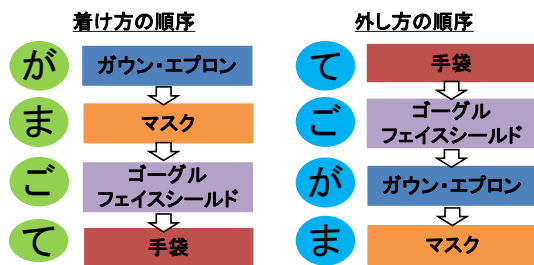 着け方の順序
が
ガウン・エプロン
ま
マスク
ご
ゴーグル
フェイスシールド
て
手袋
外し方の順序
て
手袋
ご
ゴーグル
フェイスシールド
が
ガウン・エプロン
ま
マスク